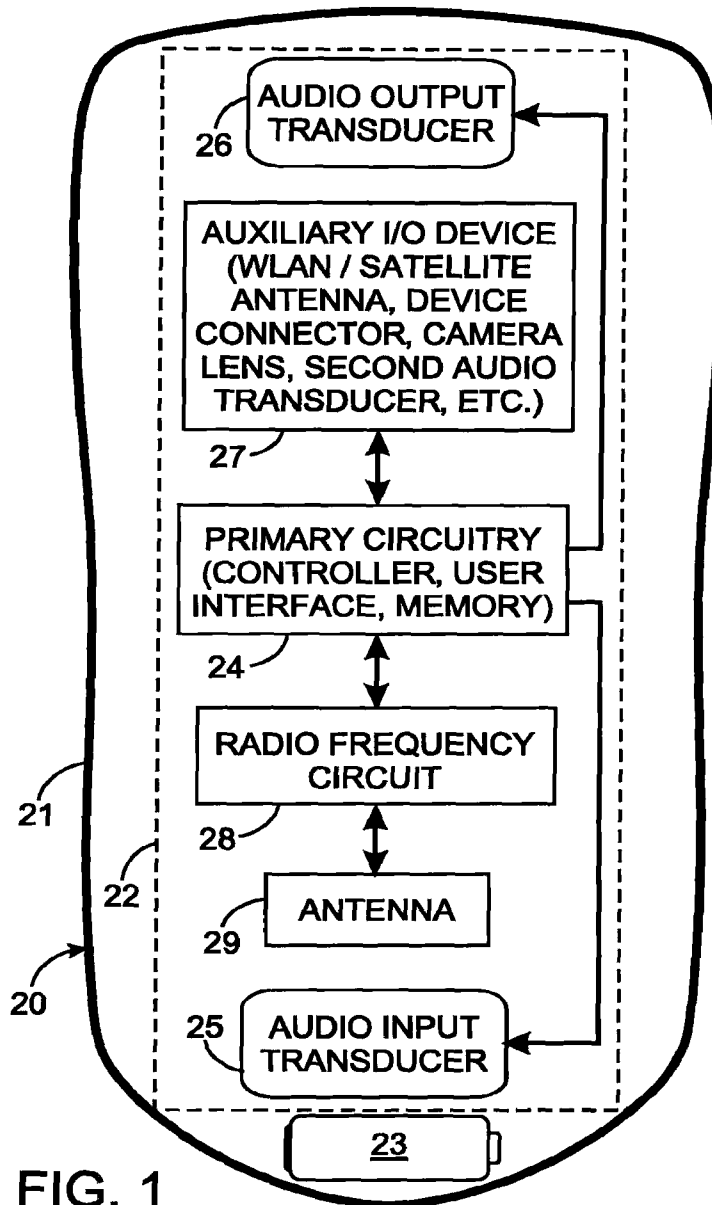 AUDIO OUTPUT
TRANSDUCER
26
AUXILIARY I/O DEVICE
(WLAN / SATELLITE
ANTENNA, DEVICE
CONNECTOR, CAMERA
LENS, SECOND AUDIO
TRANSDUCER, ETC.)
27
PRIMARY CIRCUITRY
(CONTROLLER, USER
INTERFACE, MEMORY)
24
RADIO FREQUENCY
CIRCUIT
21
28
22
ANTENNA
29
20
25
AUDIO INPUT
TRANSDUCER
23
FIG. 1